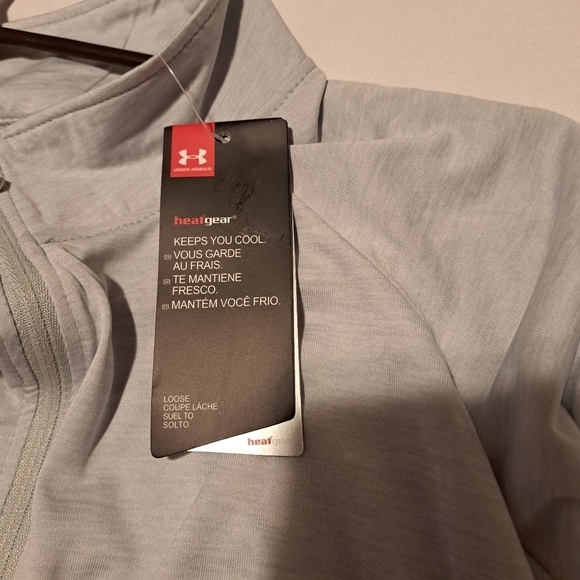 UNDER ARMOUR
heatgear®
KEEPS YOU COOL.
VOUS GARDE
AU FRAIS.
TE MANTIENE
FRESCO.
MANTÉM VOCÊ FRIO.
LOOSE
COUPE LÂCHE
SUELTO
SOLTO
heatgear